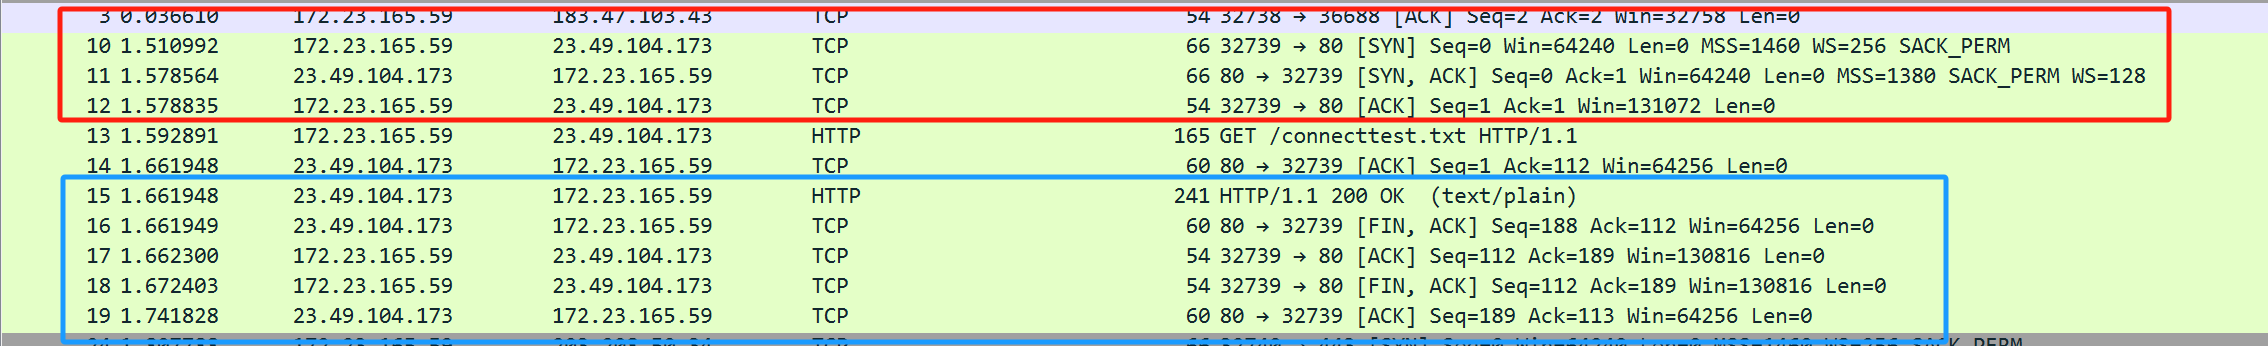 3 0.036610 172.23.165.59 183.47.103.43 TCP 54 32738 → 36688 [ACK] Seq=2 Ack=2 Win=32758 Len=0
10 1.510992 172.23.165.59 23.49.104.173 TCP 66 32739 → 80 [SYN] Seq=0 Win=64240 Len=0 MSS=1460 WS=256 SACK_PERM
11 1.578564 23.49.104.173 172.23.165.59 TCP 66 80 → 32739 [SYN, ACK] Seq=0 Ack=1 Win=64240 Len=0 MSS=1380 SACK_PERM WS=128
12 1.578835 172.23.165.59 23.49.104.173 TCP 54 32739 → 80 [ACK] Seq=1 Ack=1 Win=131072 Len=0
13 1.592891 172.23.165.59 23.49.104.173 HTTP 165 GET /connecttest.txt HTTP/1.1
14 1.661948 23.49.104.173 172.23.165.59 TCP 60 80 → 32739 [ACK] Seq=1 Ack=112 Win=64256 Len=0
15 1.661948 23.49.104.173 172.23.165.59 HTTP 241 HTTP/1.1 200 OK (text/plain)
16 1.661949 23.49.104.173 172.23.165.59 TCP 60 80 → 32739 [FIN, ACK] Seq=188 Ack=112 Win=64256 Len=0
17 1.662300 172.23.165.59 23.49.104.173 TCP 54 32739 → 80 [ACK] Seq=112 Ack=189 Win=130816 Len=0
18 1.672403 172.23.165.59 23.49.104.173 TCP 54 32739 → 80 [FIN, ACK] Seq=112 Ack=189 Win=130816 Len=0
19 1.741828 23.49.104.173 172.23.165.59 TCP 60 80 → 32739 [ACK] Seq=189 Ack=113 Win=64256 Len=0